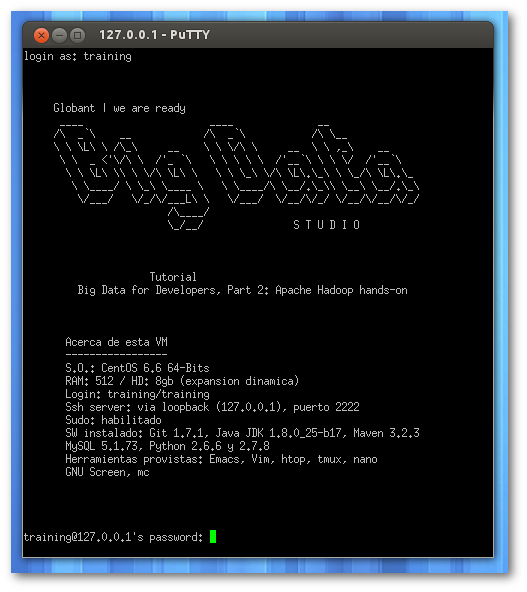 127.0.0.1 - PuTTY
login as: training
Globant | we are ready
Big Data
S T U D I O
Tutorial
Big Data for Developers, Part 2: Apache Hadoop hands-on
Acerca de esta VM
-----------------
S.O.: CentOS 6.6 64-Bits
RAM: 512 / HD: 8gb (expansion dinamica)
Login: training/training
Ssh server: via loopback (127.0.0.1), puerto 2222
Sudo: habilitado
SW instalado: Git 1.7.1, Java JDK 1.8.0_25-b17, Maven 3.2.3
MySQL 5.1.73, Python 2.6.6 y 2.7.8
Herramientas provistas: Emacs, Vim, htop, tmux, nano
GNU Screen, mc
training@127.0.0.1's password: